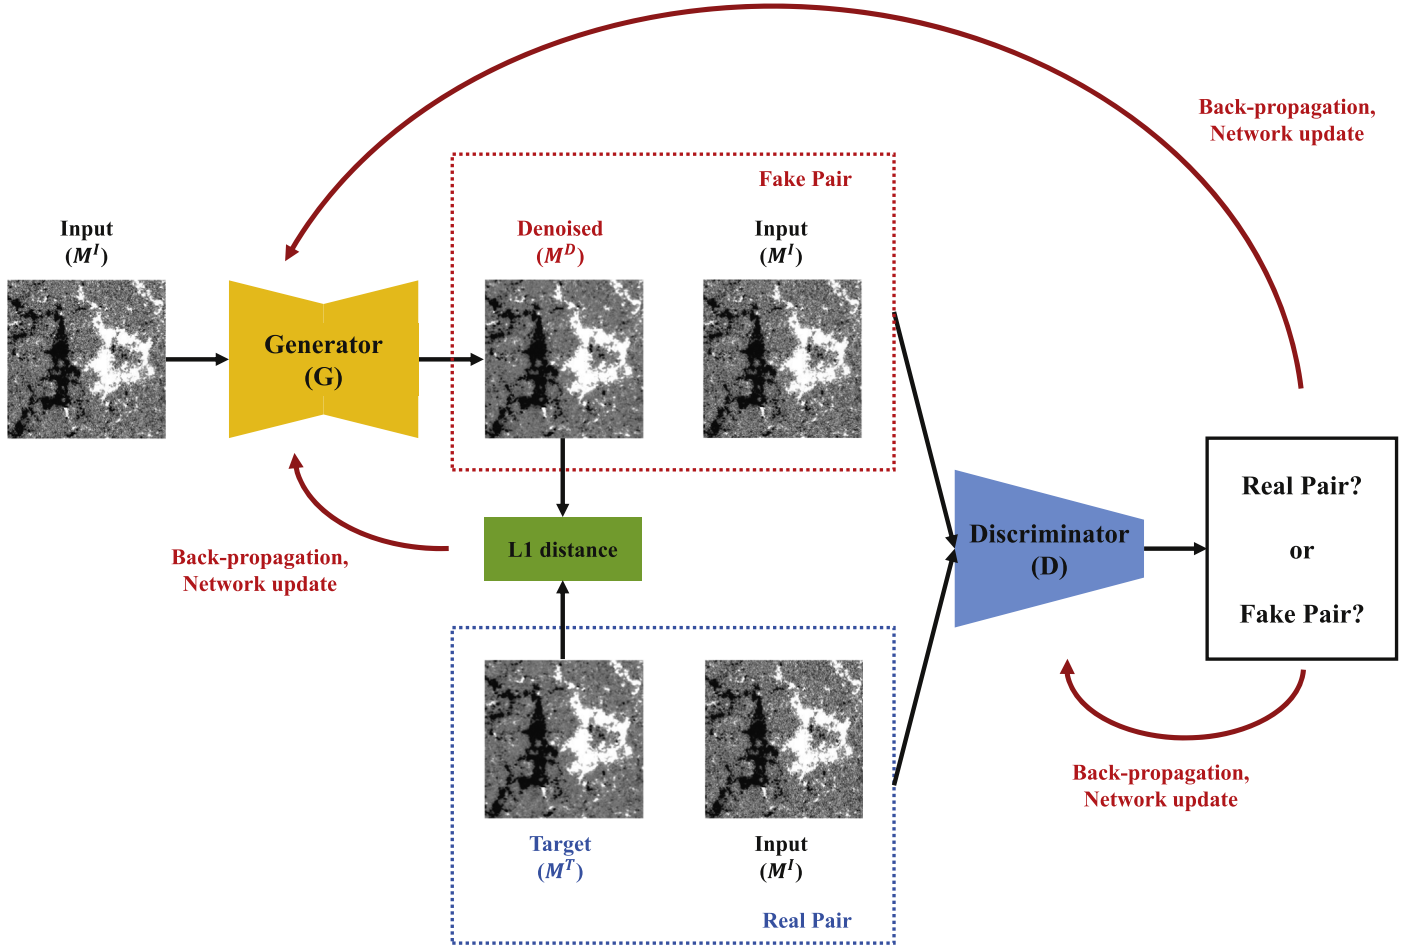 Back-propagation,
Network update
Fake Pair
Input
(M^I)
Denoised
(M^D)
Input
(M^I)
Generator
(G)
Real Pair?
or
Fake Pair?
Discriminator
(D)
L1 distance
Back-propagation,
Network update
Back-propagation,
Network update
Target
(M^T)
Input
(M^I)
Real Pair